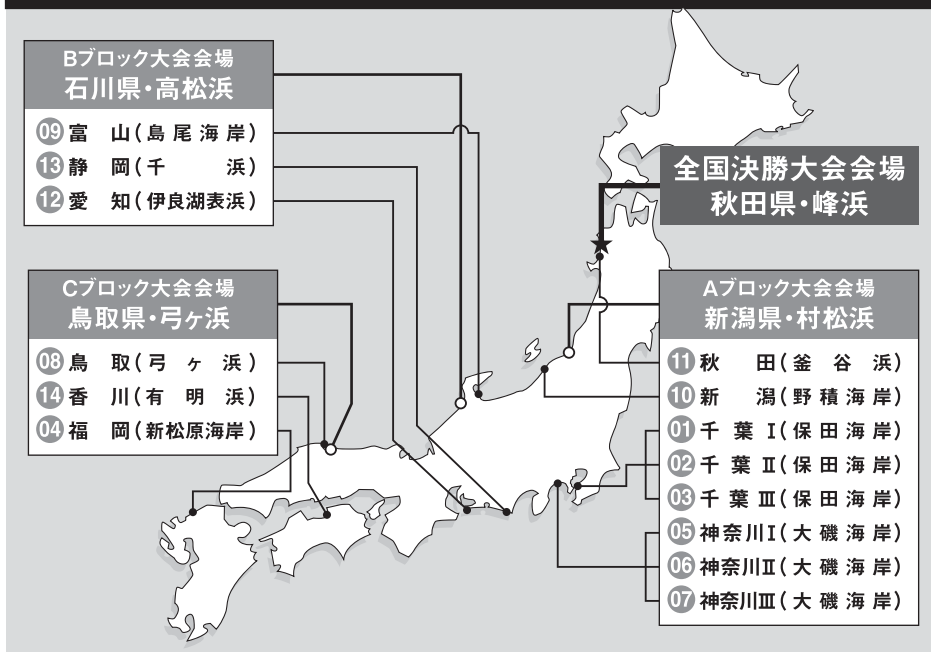 Bブロック大会会場
石川県・高松浜
09 富 山(島尾海岸)
13 静 岡(千 浜)
12 愛 知(伊良湖表浜)
全国決勝大会会場
秋田県・峰浜
Cブロック大会会場
鳥取県・弓ヶ浜
08 鳥 取(弓ヶ浜)
14 香 川(有明浜)
04 福 岡(新松原海岸)
Aブロック大会会場
新潟県・村松浜
11 秋 田(釜谷浜)
10 新 潟(野積海岸)
01 千葉Ⅰ(保田海岸)
02 千葉Ⅱ(保田海岸)
03 千葉Ⅲ(保田海岸)
05 神奈川Ⅰ(大磯海岸)
06 神奈川Ⅱ(大磯海岸)
07 神奈川Ⅲ(大磯海岸)